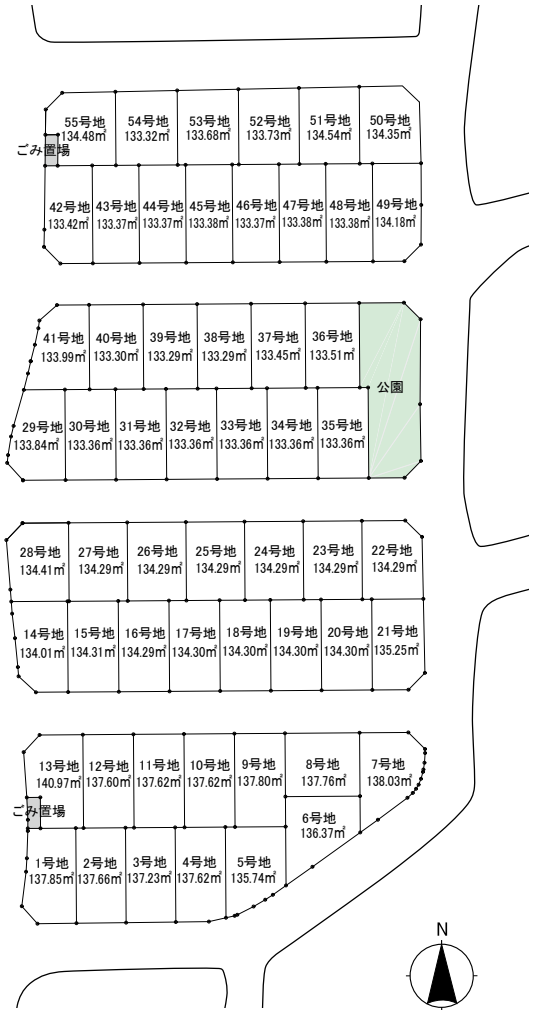 55号地 54号地 53号地 52号地 51号地 50号地
134.48㎡ 133.32㎡ 133.68㎡ 133.73㎡ 134.54㎡ 134.35㎡
ごみ置場
42号地 43号地 44号地 45号地 46号地 47号地 48号地 49号地
133.42㎡ 133.37㎡ 133.37㎡ 133.38㎡ 133.37㎡ 133.38㎡ 133.38㎡ 134.18㎡
41号地 40号地 39号地 38号地 37号地 36号地
133.99㎡ 133.30㎡ 133.29㎡ 133.29㎡ 133.45㎡ 133.51㎡
公園
29号地 30号地 31号地 32号地 33号地 34号地 35号地
133.84㎡ 133.36㎡ 133.36㎡ 133.36㎡ 133.36㎡ 133.36㎡ 133.36㎡
28号地 27号地 26号地 25号地 24号地 23号地 22号地
134.41㎡ 134.29㎡ 134.29㎡ 134.29㎡ 134.29㎡ 134.29㎡ 134.29㎡
14号地 15号地 16号地 17号地 18号地 19号地 20号地 21号地
134.01㎡ 134.31㎡ 134.29㎡ 134.30㎡ 134.30㎡ 134.30㎡ 134.30㎡ 135.25㎡
13号地 12号地 11号地 10号地 9号地 8号地 7号地
140.97㎡ 137.60㎡ 137.62㎡ 137.62㎡ 137.80㎡ 137.76㎡ 138.03㎡
ごみ置場
6号地
136.37㎡
1号地 2号地 3号地 4号地 5号地
137.85㎡ 137.66㎡ 137.23㎡ 137.62㎡ 135.74㎡
N